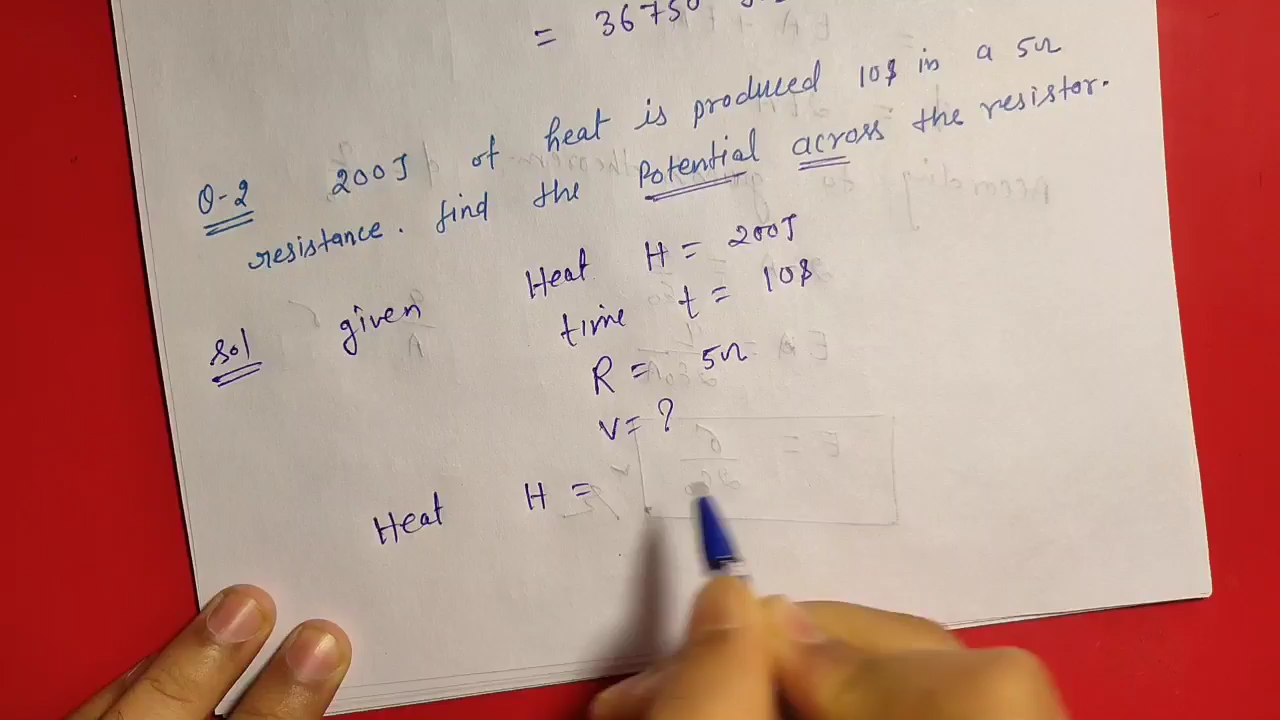 = 36750
Q-2 200J of heat is produced 10s in a 5Ω
resistance. find the Potential across the resistor.
Sol given Heat H = 200J
time t = 10s
R = 5Ω
V = ?
Heat H =